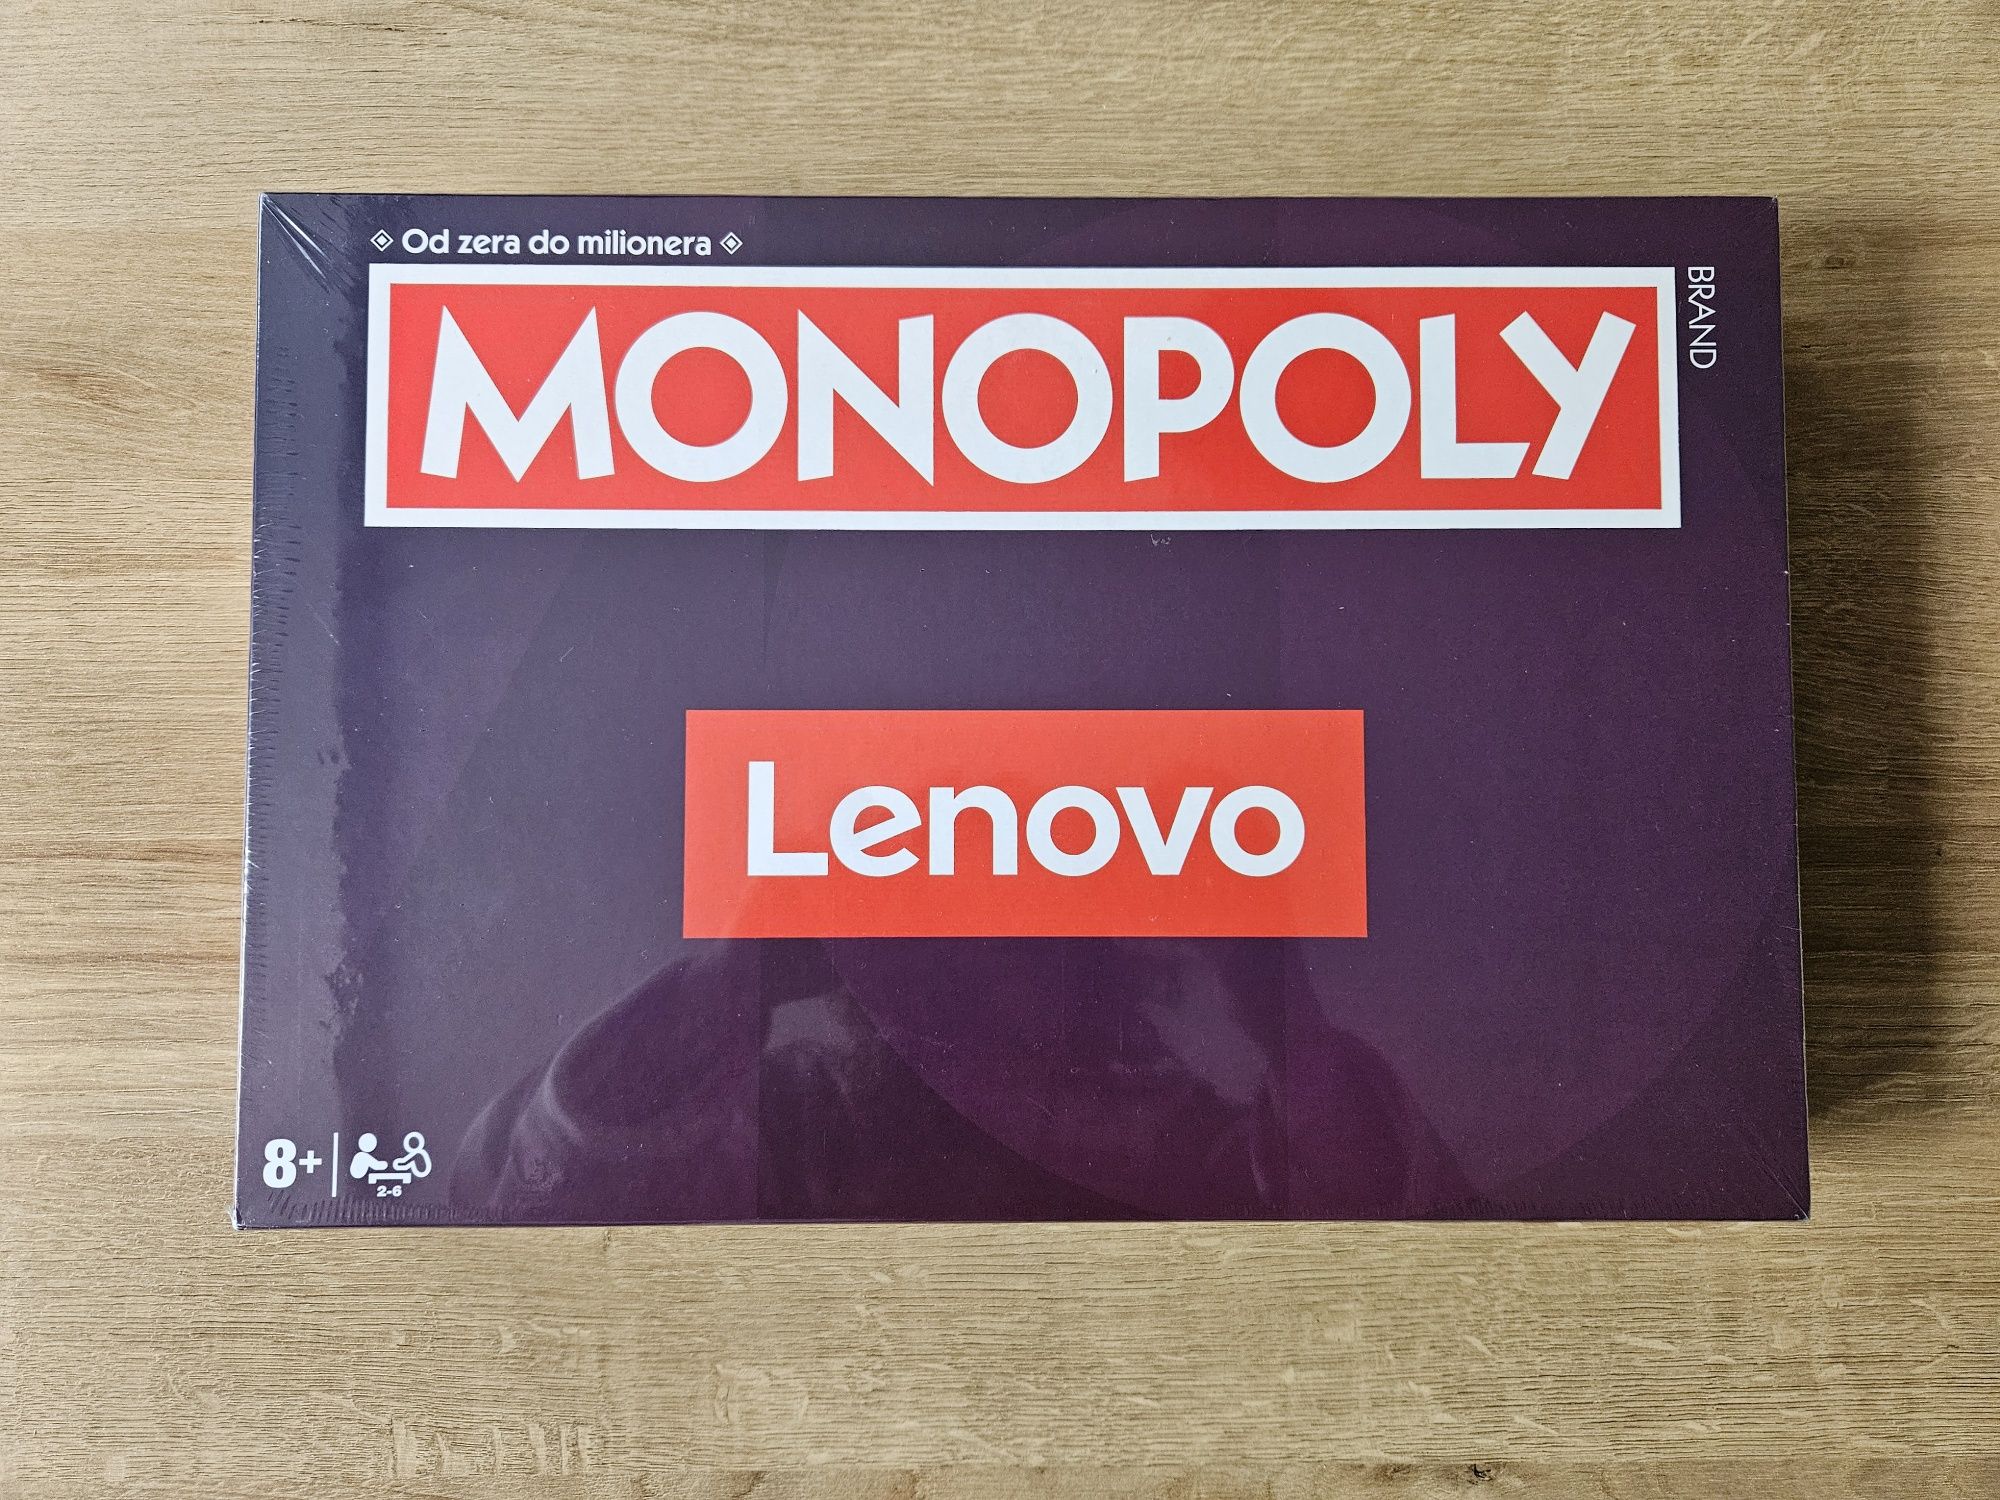 Od zera do milionera
MONOPOLY
BRAND
Lenovo
8+
2-6